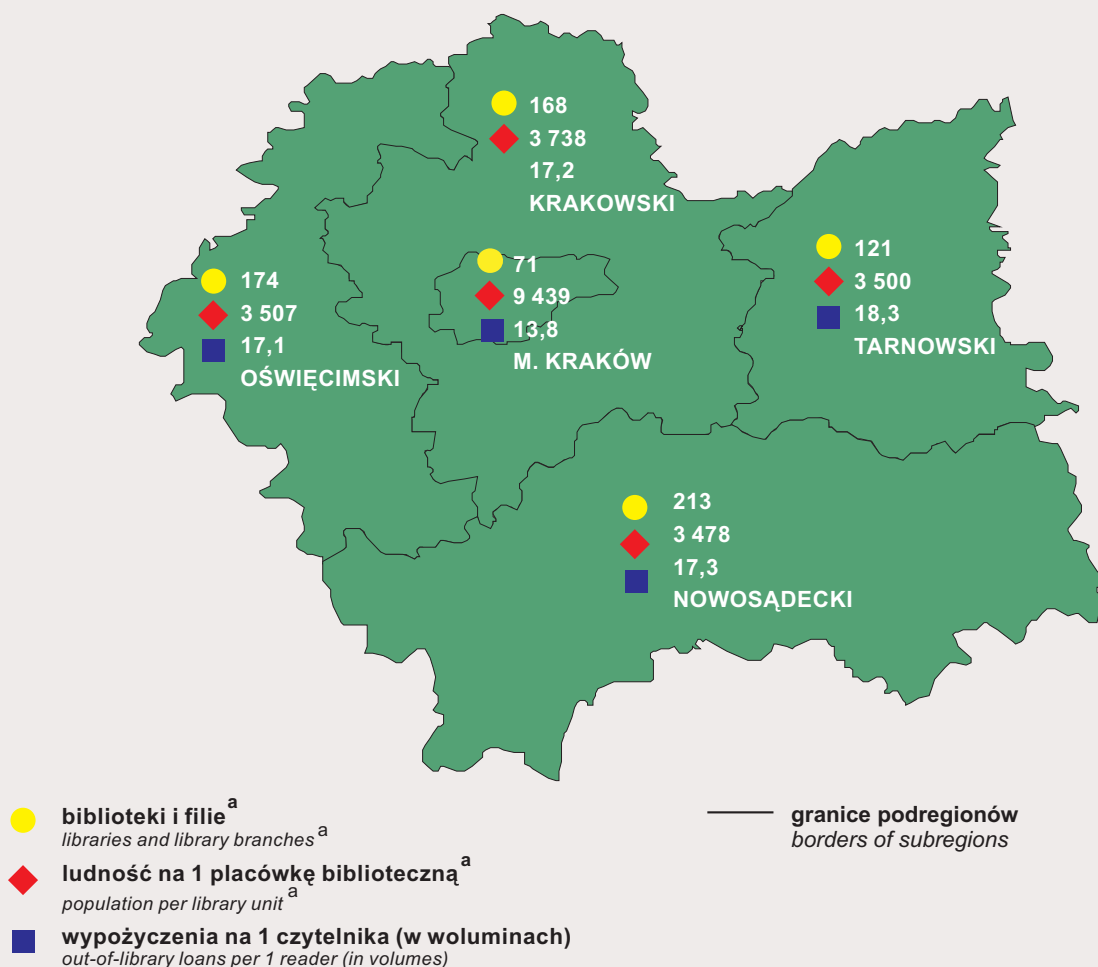 168
3 738
17,2
KRAKOWSKI
121
3 500
18,3
TARNOWSKI
71
9 439
13,8
M. KRAKÓW
174
3 507
17,1
OŚWIĘCIMSKI
213
3 478
17,3
NOWOSĄDECKI
biblioteki i filie a
libraries and library branches a
ludność na 1 placówkę biblioteczną a
population per library unit a
wypożyczenia na 1 czytelnika (w woluminach)
out-of-library loans per 1 reader (in volumes)
granice podregionów
borders of subregions